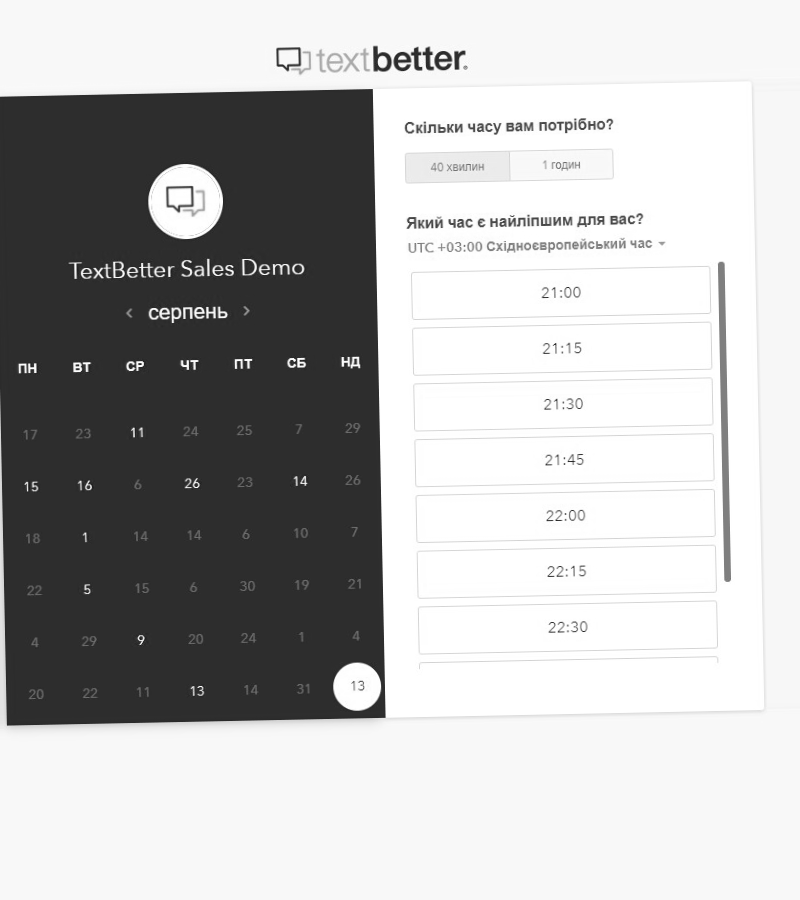 textbetter.
TextBetter Sales Demo
серпень
ПН ВТ СР ЧТ ПТ СБ НД
17 23 11 24 25 7 29
15 16 6 26 23 14 26
18 1 14 14 6 10 7
22 5 15 6 30 19 21
4 29 9 20 24 1 4
20 22 11 13 14 31 13
Скільки часу вам потрібно?
40 хвилин 1 годин
Який час є найліпшим для вас?
UTC +03:00 Східноєвропейський час
21:00
21:15
21:30
21:45
22:00
22:15
22:30